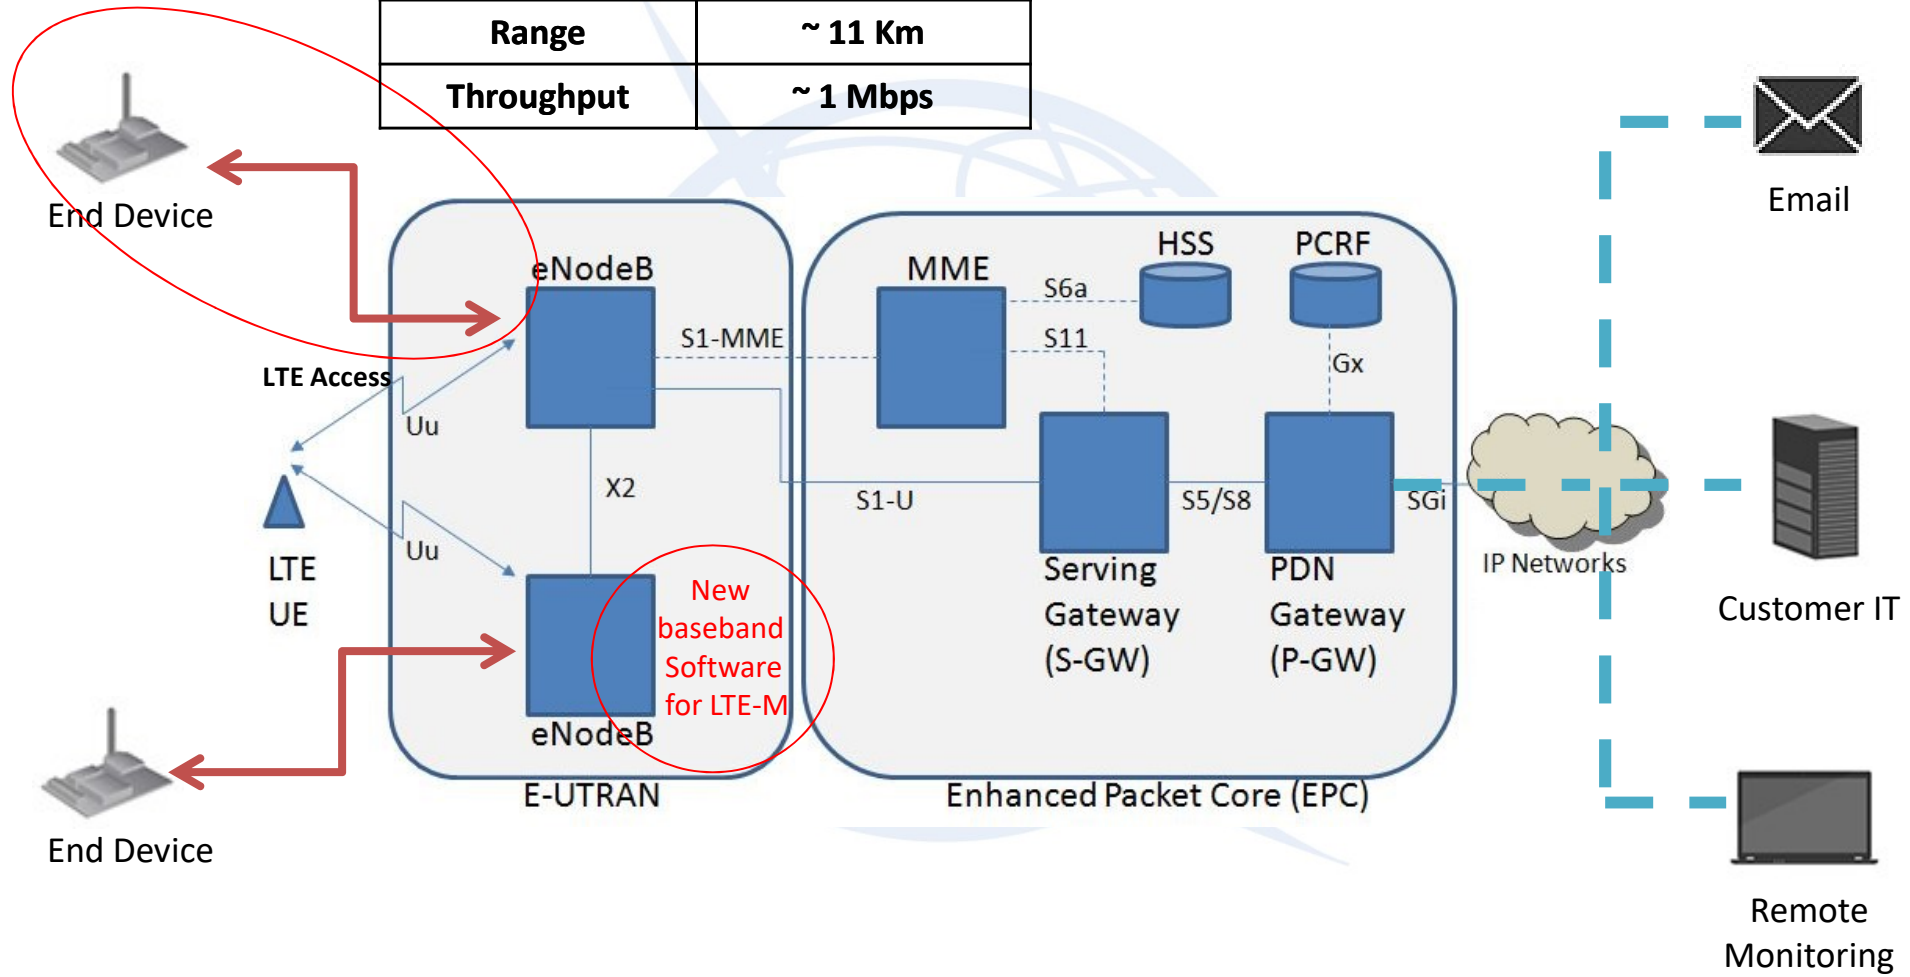 Range ~ 11 Km
Throughput ~ 1 Mbps
End Device
Email
eNodeB
MME
HSS
PCRF
S6a
S1-MME
S11
Gx
LTE Access
Uu
X2
S1-U
S5/S8
SGi
Uu
LTE
UE
IP Networks
Serving
Gateway
(S-GW)
PDN
Gateway
(P-GW)
Customer IT
New
baseband
Software
for LTE-M
eNodeB
E-UTRAN
Enhanced Packet Core (EPC)
End Device
Remote
Monitoring